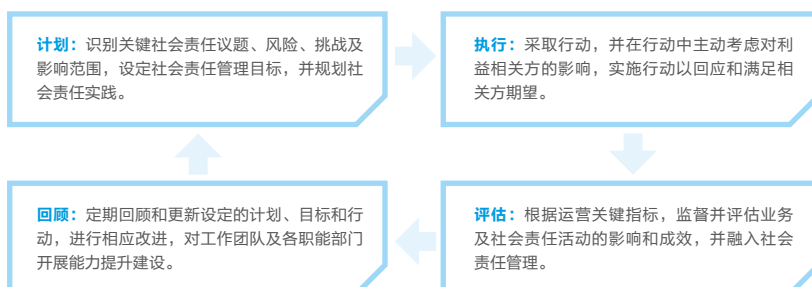 计划：识别关键社会责任议题、风险、挑战及
影响范围，设定社会责任管理目标，并规划社
会责任实践。
执行：采取行动，并在行动中主动考虑对利
益相关方的影响，实施行动以回应和满足相
关方期望。
回顾：定期回顾和更新设定的计划、目标和行
动，进行相应改进，对工作团队及各职能部门
开展能力提升建设。
评估：根据运营关键指标，监督并评估业务
及社会责任活动的影响和成效，并融入社会
责任管理。